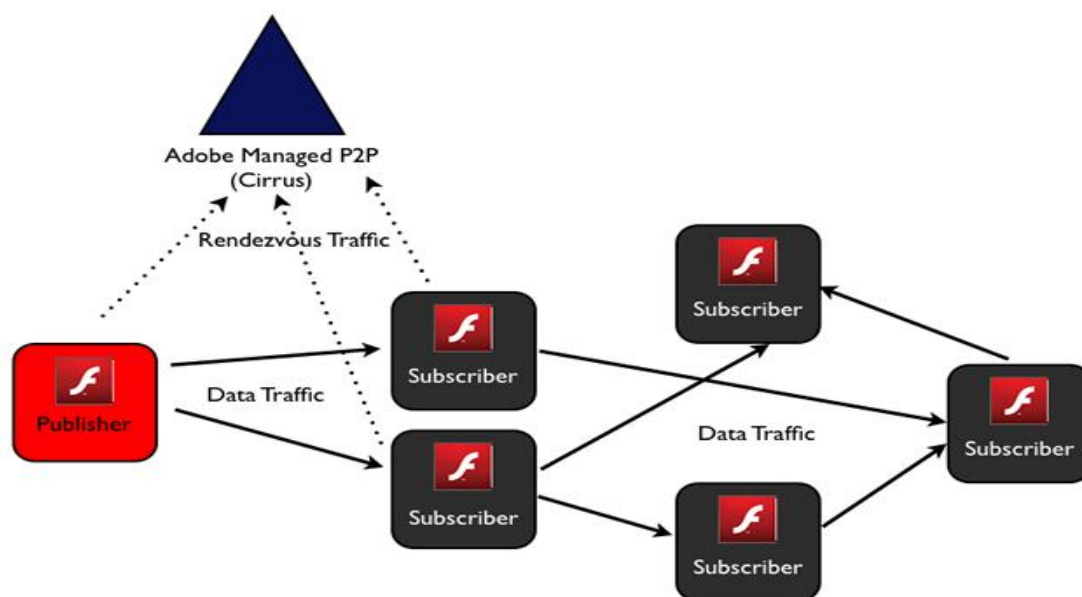 Adobe Managed P2P
(Cirrus)
Rendezvous Traffic
Subscriber
Subscriber
Publisher
Data Traffic
Subscriber
Data Traffic
Subscriber
Subscriber
Subscriber